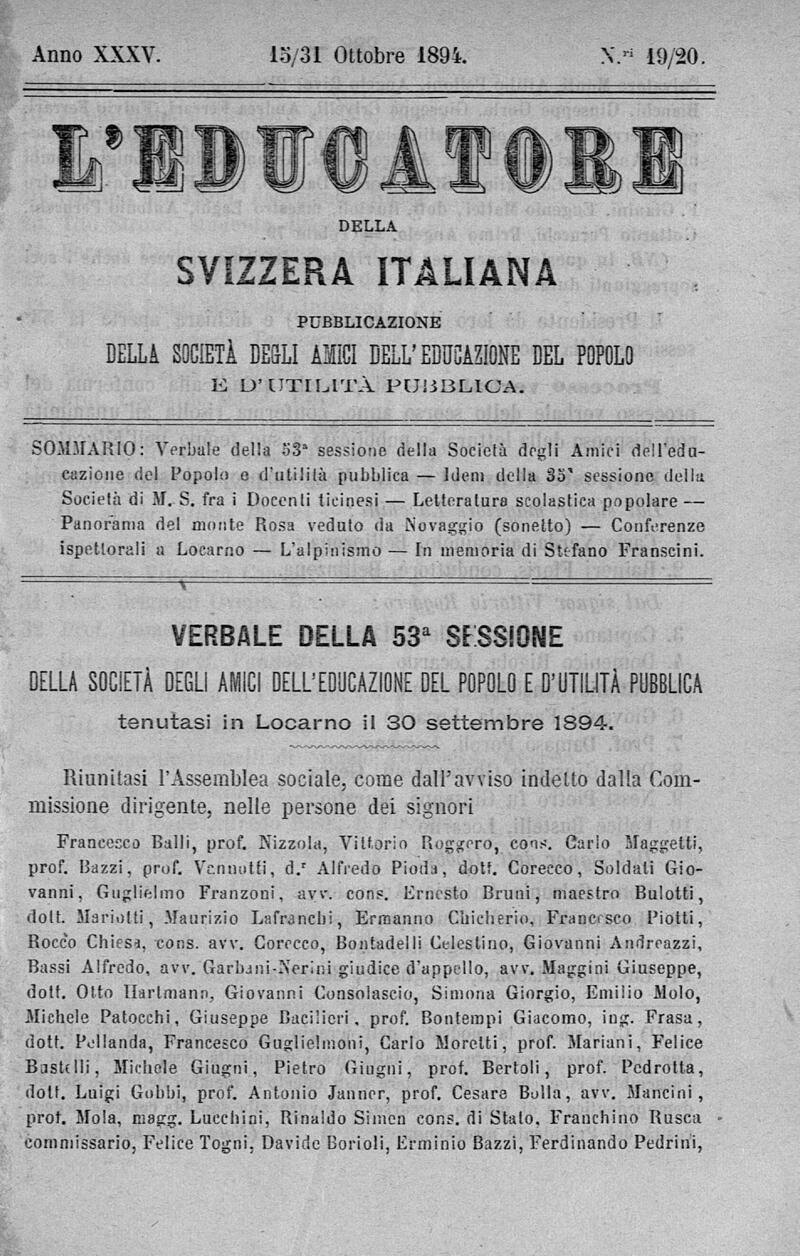 Anno XXXV.
15/31 Ottobre 1894.
N.ri 19/20.
L'EDUCATORE
DELLA
SVIZZERA ITALIANA
PUBBLICAZIONE
DELLA SOCIETÀ DEGLI AMICI DELL'EDUCAZIONE DEL POPOLO
E D'UTILITÀ PUBBLICA.
SOMMARIO: Verbale della 53ª sessione della Società degli Amici dell'edu-
cazione del Popolo e d'utilità pubblica — Idem della 35ª sessione della
Società di M. S. fra i Docenti ticinesi — Letteratura scolastica popolare —
Panorama del monte Rosa veduto da Novaggio (sonetto) — Conferenze
ispettorali a Locarno — L'alpinismo — In memoria di Stefano Franscini.
VERBALE DELLA 53ª SESSIONE
DELLA SOCIETÀ DEGLI AMICI DELL'EDUCAZIONE DEL POPOLO E D'UTILITÀ PUBBLICA
tenutasi in Locarno il 30 settembre 1894.
Riunitasi l'Assemblea sociale, come dall'avviso indetto dalla Com-
missione dirigente, nelle persone dei signori
Francesco Balli, prof. Nizzola, Vittorio Roggero, cons. Carlo Maggetti,
prof. Bazzi, prof. Vannotti, d.r Alfredo Pioda, dott. Corecco, Soldati Gio-
vanni, Guglielmo Franzoni, avv. cons. Ernesto Bruni, maestro Bulotti,
dott. Mariotti, Maurizio Lafranchi, Ermanno Chicherio, Francesco Piotti,
Rocco Chiesa, cons. avv. Corecco, Bontadelli Celestino, Giovanni Andreazzi,
Bassi Alfredo, avv. Garbani-Nerini giudice d'appello, avv. Maggini Giuseppe,
dott. Otto Hartmann, Giovanni Consolascio, Simona Giorgio, Emilio Molo,
Michele Patocchi, Giuseppe Bacilieri, prof. Bontempi Giacomo, ing. Frasa,
dott. Pellanda, Francesco Guglielmoni, Carlo Moretti, prof. Mariani, Felice
Bustelli, Michele Giugni, Pietro Giugni, prof. Bertoli, prof. Pedrotta,
dott. Luigi Gobbi, prof. Antonio Janner, prof. Cesare Bolla, avv. Mancini,
prof. Mola, magg. Lucchini, Rinaldo Simen cons. di Stato, Franchino Rusca
commissario, Felice Togni, Davide Borioli, Erminio Bazzi, Ferdinando Pedrini,